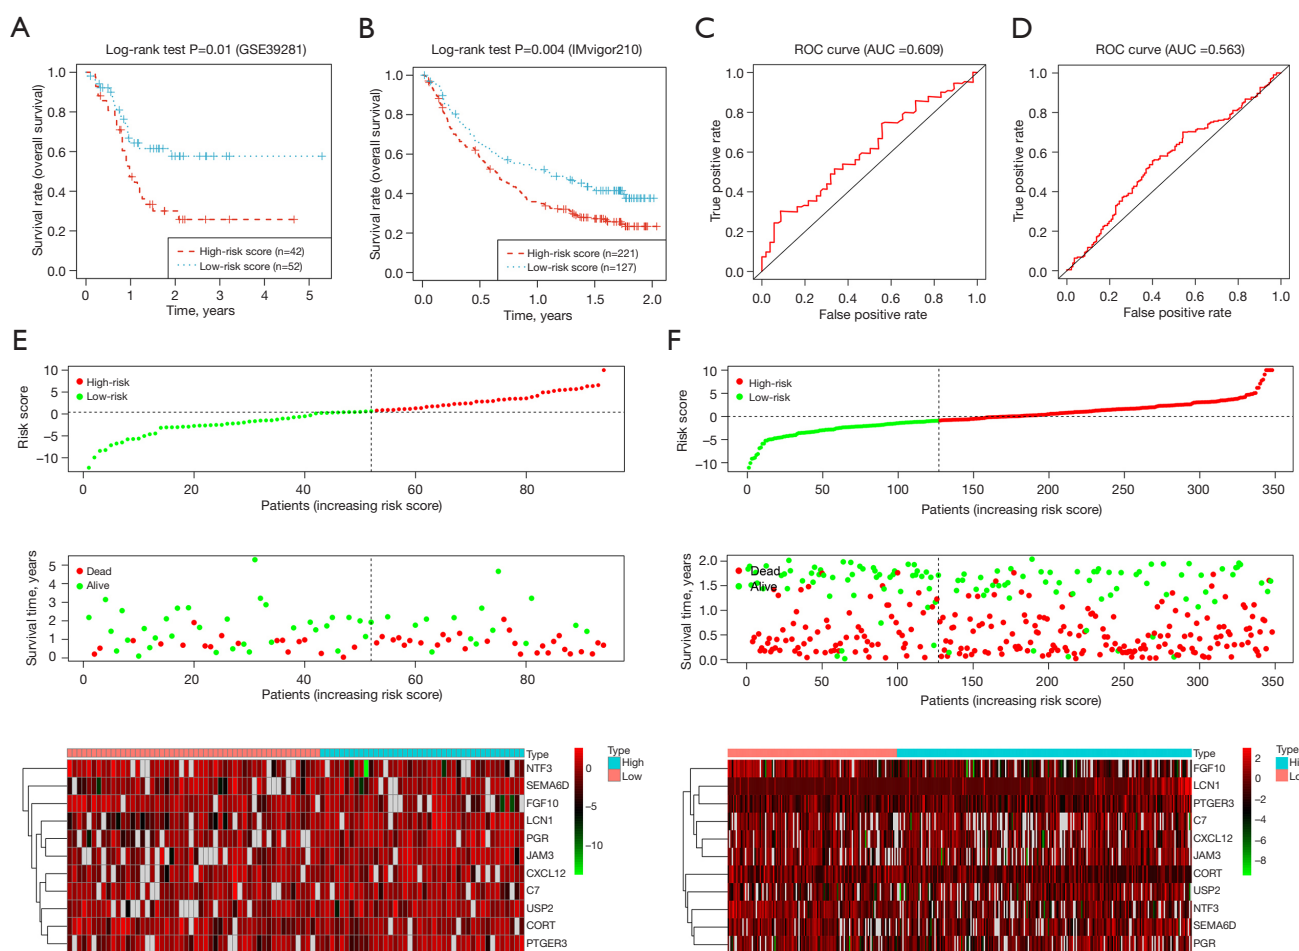 A
B
C
D
Log-rank test P=0.01 (GSE39281)
Log-rank test P=0.004 (IMvigor210)
ROC curve (AUC =0.609)
ROC curve (AUC =0.563)
Survival rate (overall survival)
1.0
0.8
0.6
0.4
0.2
0.0
High-risk score (n=42)
Low-risk score (n=52)
0 1 2 3 4 5
Time, years
Survival rate (overall survival)
1.0
0.8
0.6
0.4
0.2
0.0
High-risk score (n=221)
Low-risk score (n=127)
0.0 0.5 1.0 1.5 2.0
Time, years
True positive rate
1.0
0.8
0.6
0.4
0.2
0.0
0.0 0.2 0.4 0.6 0.8 1.0
False positive rate
True positive rate
1.0
0.8
0.6
0.4
0.2
0.0
0.0 0.2 0.4 0.6 0.8 1.0
False positive rate
E
Risk score
10
5
0
−5
−10
High-risk
Low-risk
0 20 40 60 80
Patients (increasing risk score)
Survival time, years
5
4
3
2
1
0
Dead
Alive
0 20 40 60 80
Patients (increasing risk score)
Type
NTF3
SEMA6D
FGF10
LCN1
PGR
JAM3
CXCL12
C7
USP2
CORT
PTGER3
0
−5
−10
Type
High
Low
F
Risk score
10
5
0
−5
−10
High-risk
Low-risk
0 50 100 150 200 250 300 350
Patients (increasing risk score)
Survival time, years
2.0
1.5
1.0
0.5
0.0
Dead
Alive
0 50 100 150 200 250 300 350
Patients (increasing risk score)
Type
FGF10
LCN1
PTGER3
C7
CXCL12
JAM3
CORT
USP2
NTF3
SEMA6D
PGR
2
0
−2
−4
−6
−8
Type